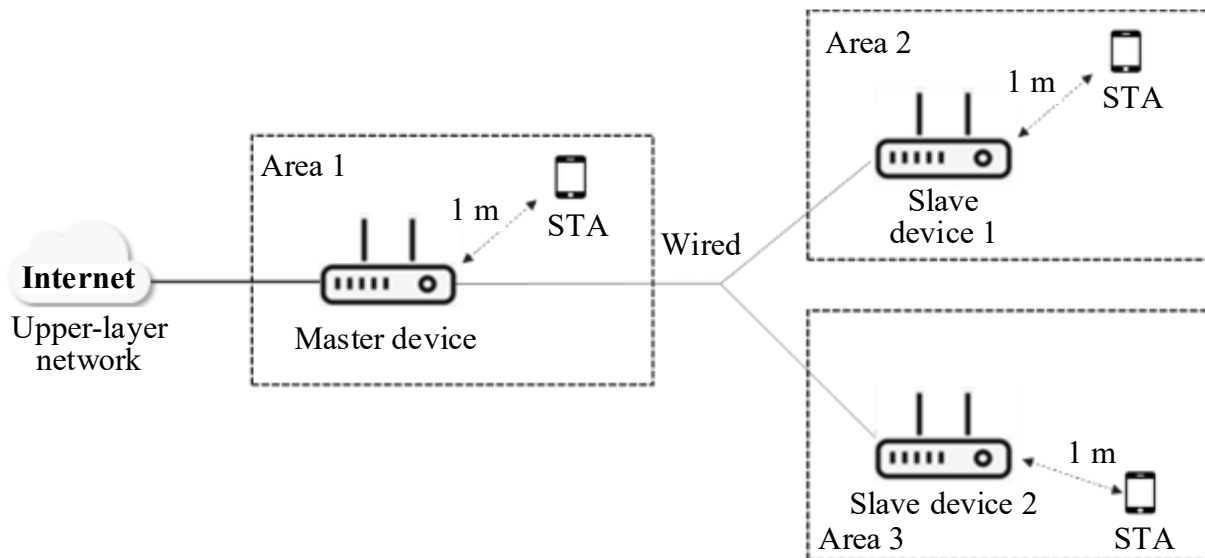 Internet
Upper-layer
network
Area 1
1 m
STA
Master device
Wired
Area 2
1 m
STA
Slave
device 1
1 m
Slave device 2
STA
Area 3